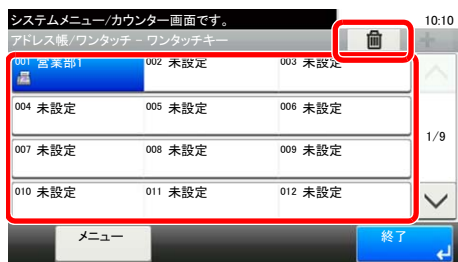 システムメニュー/カウンター画面です。
10:10
アドレス帳/ワンタッチ - ワンタッチキー
001 営業部1
002 未設定
003 未設定
004 未設定
005 未設定
006 未設定
1/9
007 未設定
008 未設定
009 未設定
010 未設定
011 未設定
012 未設定
メニュー
終了